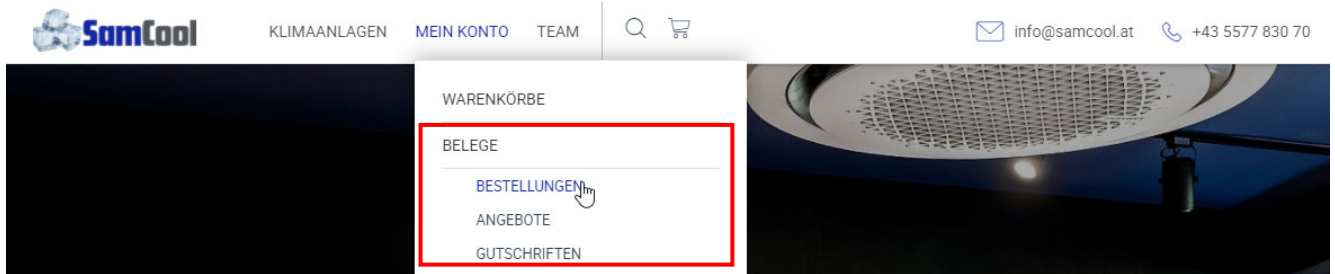 SamCool KLIMAANLAGEN MEIN KONTO TEAM info@samcool.at +43 5577 830 70
WARENKÖRBE
BELEGE
BESTELLUNGEN
ANGEBOTE
GUTSCHRIFTEN